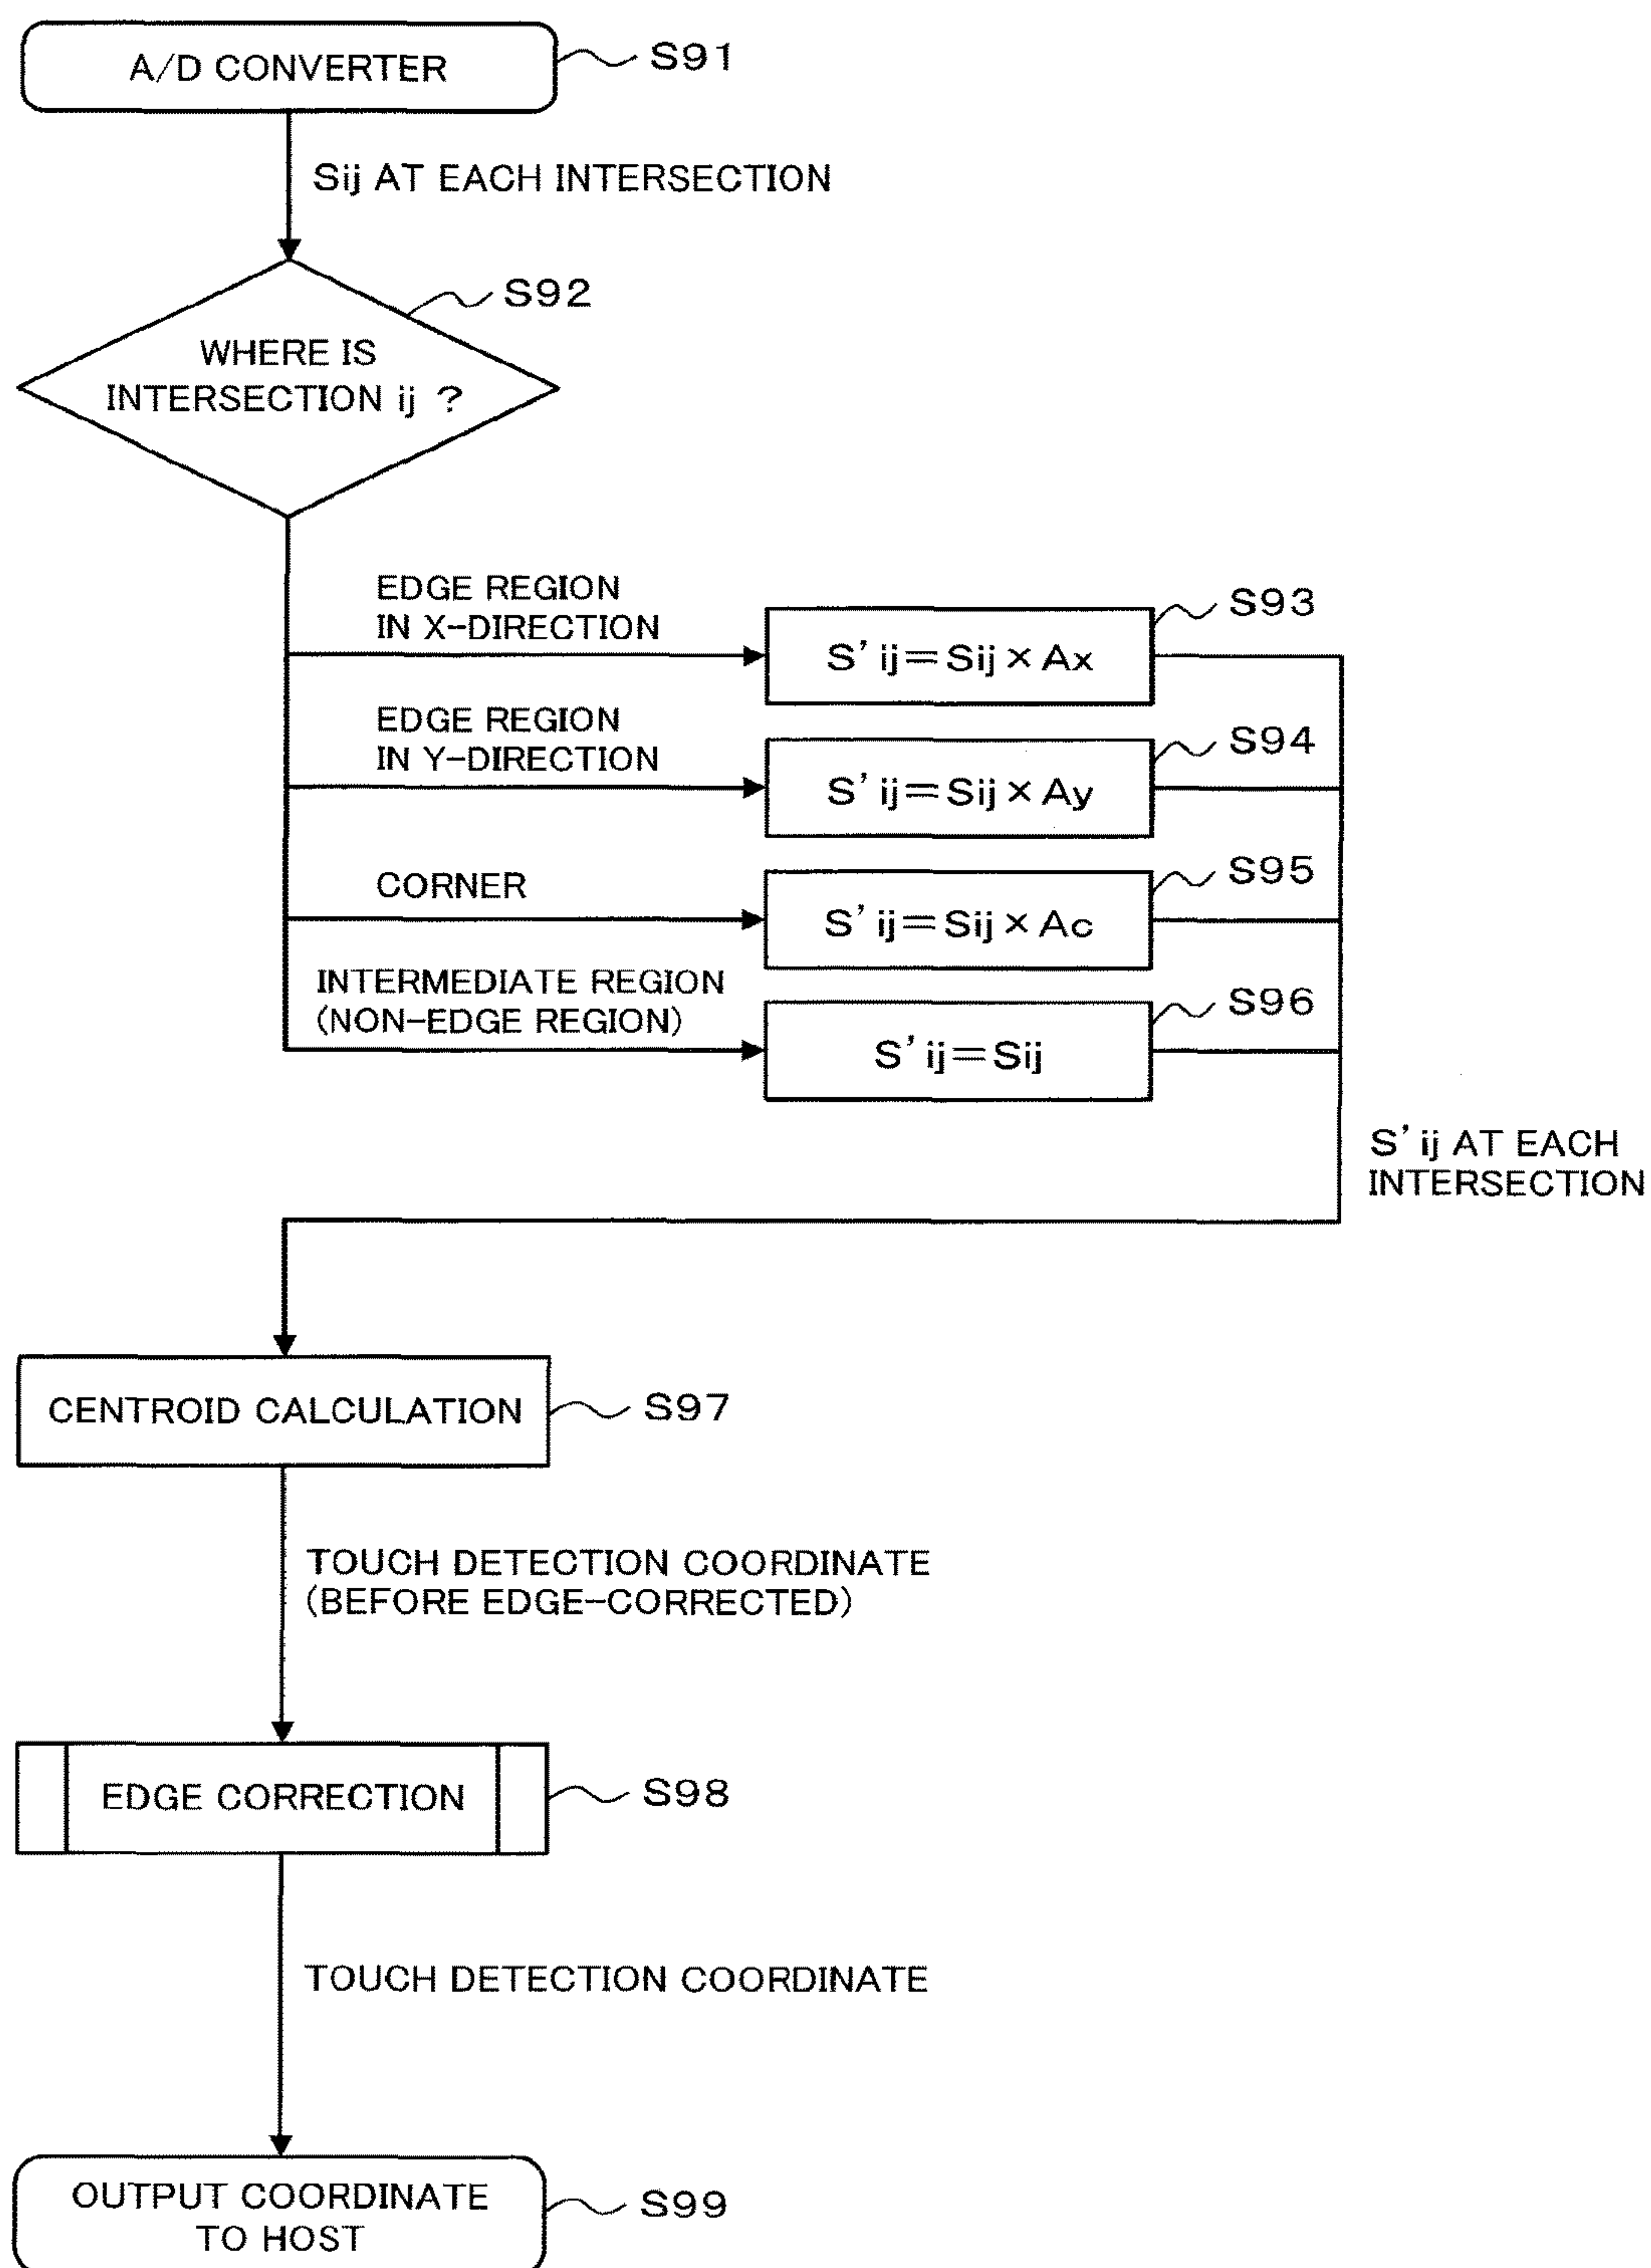 A/D CONVERTER
S91
Sij AT EACH INTERSECTION
S92
WHERE IS
INTERSECTION ij ?
EDGE REGION
IN X-DIRECTION
S93
S' ij=Sij×Ax
EDGE REGION
IN Y-DIRECTION
S94
S' ij=Sij×Ay
CORNER
S95
S' ij=Sij×Ac
INTERMEDIATE REGION
(NON-EDGE REGION)
S96
S' ij=Sij
S' ij AT EACH
INTERSECTION
CENTROID CALCULATION
S97
TOUCH DETECTION COORDINATE
(BEFORE EDGE-CORRECTED)
EDGE CORRECTION
S98
TOUCH DETECTION COORDINATE
OUTPUT COORDINATE
TO HOST
S99